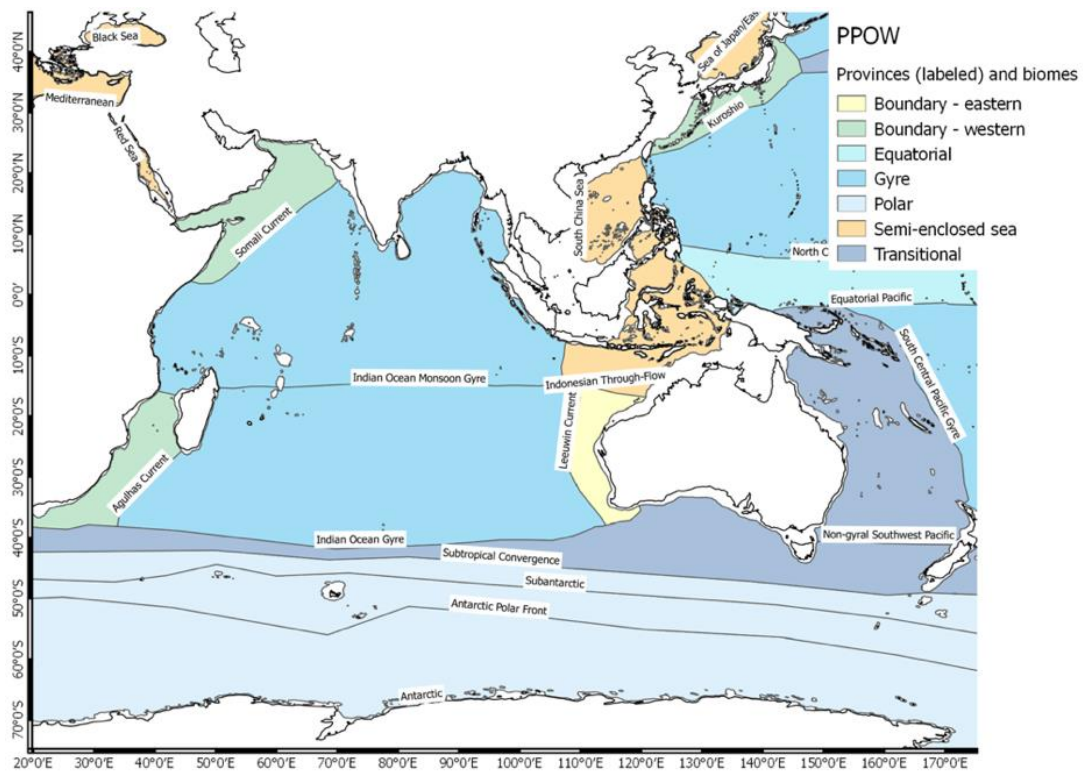 PPOW
Provinces (labeled) and biomes
Boundary - eastern
Boundary - western
Equatorial
Gyre
Polar
Semi-enclosed sea
Transitional
Black Sea
Sea of Japan/East
Mediterranean
Kuroshio
Red Sea
South China Sea
Somali Current
North C
Equatorial Pacific
South Central Pacific Gyre
Indian Ocean Monsoon Gyre
Indonesian Through-Flow
Leeuwin Current
Agulhas Current
Non-gyral Southwest Pacific
Indian Ocean Gyre
Subtropical Convergence
Subantarctic
Antarctic Polar Front
Antarctic
40°0'N
30°0'N
20°0'N
10°0'N
0°0'
10°0'S
20°0'S
30°0'S
40°0'S
50°0'S
60°0'S
70°0'S
20°0'E 30°0'E 40°0'E 50°0'E 60°0'E 70°0'E 80°0'E 90°0'E 100°0'E 110°0'E 120°0'E 130°0'E 140°0'E 150°0'E 160°0'E 170°0'E